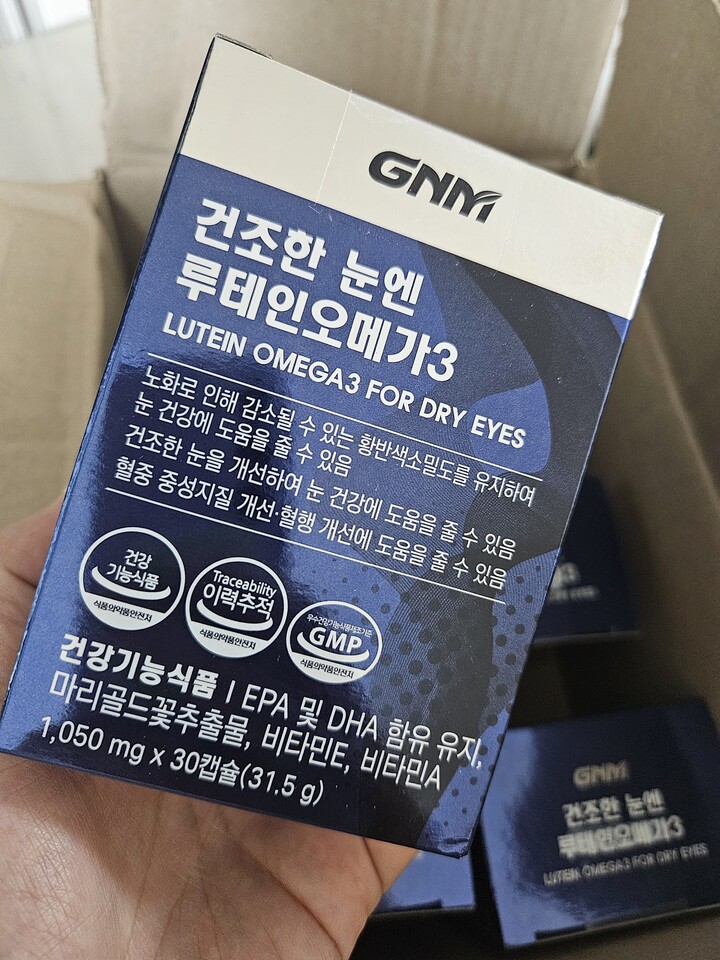 GNM
건조한 눈엔
루테인오메가3
LUTEIN OMEGA3 FOR DRY EYES
노화로 인해 감소될 수 있는 황반색소밀도를 유지하여
눈 건강에 도움을 줄 수 있음
건조한 눈을 개선하여 눈 건강에 도움을 줄 수 있음
혈중 중성지질 개선·혈행 개선에 도움을 줄 수 있음
건강
기능식품
식품의약품안전처
Traceability
이력추적
식품의약품안전처
우수건강기능식품제조기준
GMP
식품의약품안전처
건강기능식품 | EPA 및 DHA 함유 유지,
마리골드꽃추출물, 비타민E, 비타민A
1,050 mg x 30캡슐(31.5 g)
GNM
건조한 눈엔
루테인오메가3
LUTEIN OMEGA3 FOR DRY EYES